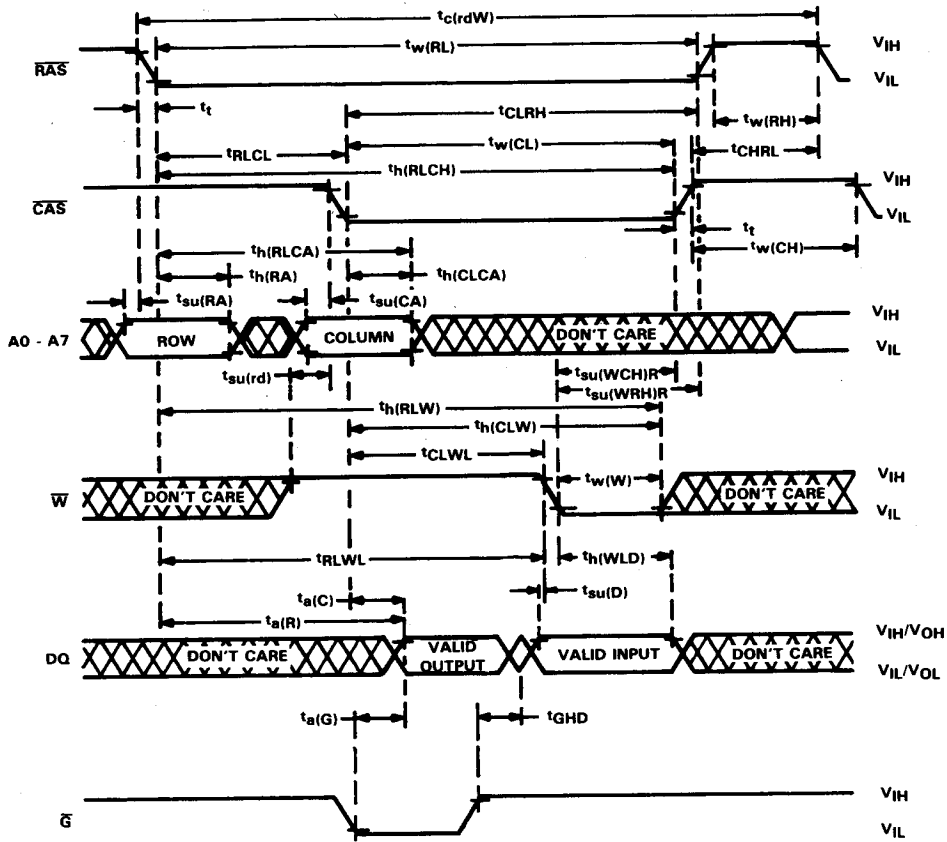 tc(rdW)
tw(RL)
VIH
RAS
VIL
tt
tCLRH
tw(RH)
tw(CL)
tRLCL
tCHRL
th(RLCH)
VIH
CAS
VIL
tt
tw(CH)
th(RLCA)
th(RA)
th(CLCA)
tsu(RA)
tsu(CA)
VIH
A0 - A7
ROW
COLUMN
DON'T CARE
VIL
tsu(rd)
tsu(WCH)R
tsu(WRH)R
th(RLW)
th(CLW)
tCLWL
VIH
W
DON'T CARE
tw(W)
DON'T CARE
VIL
tRLWL
th(WLD)
tsu(D)
ta(C)
ta(R)
VIH/VOH
DQ
DON'T CARE
VALID OUTPUT
VALID INPUT
DON'T CARE
VIL/VOL
ta(G)
tGHD
VIH
G
VIL